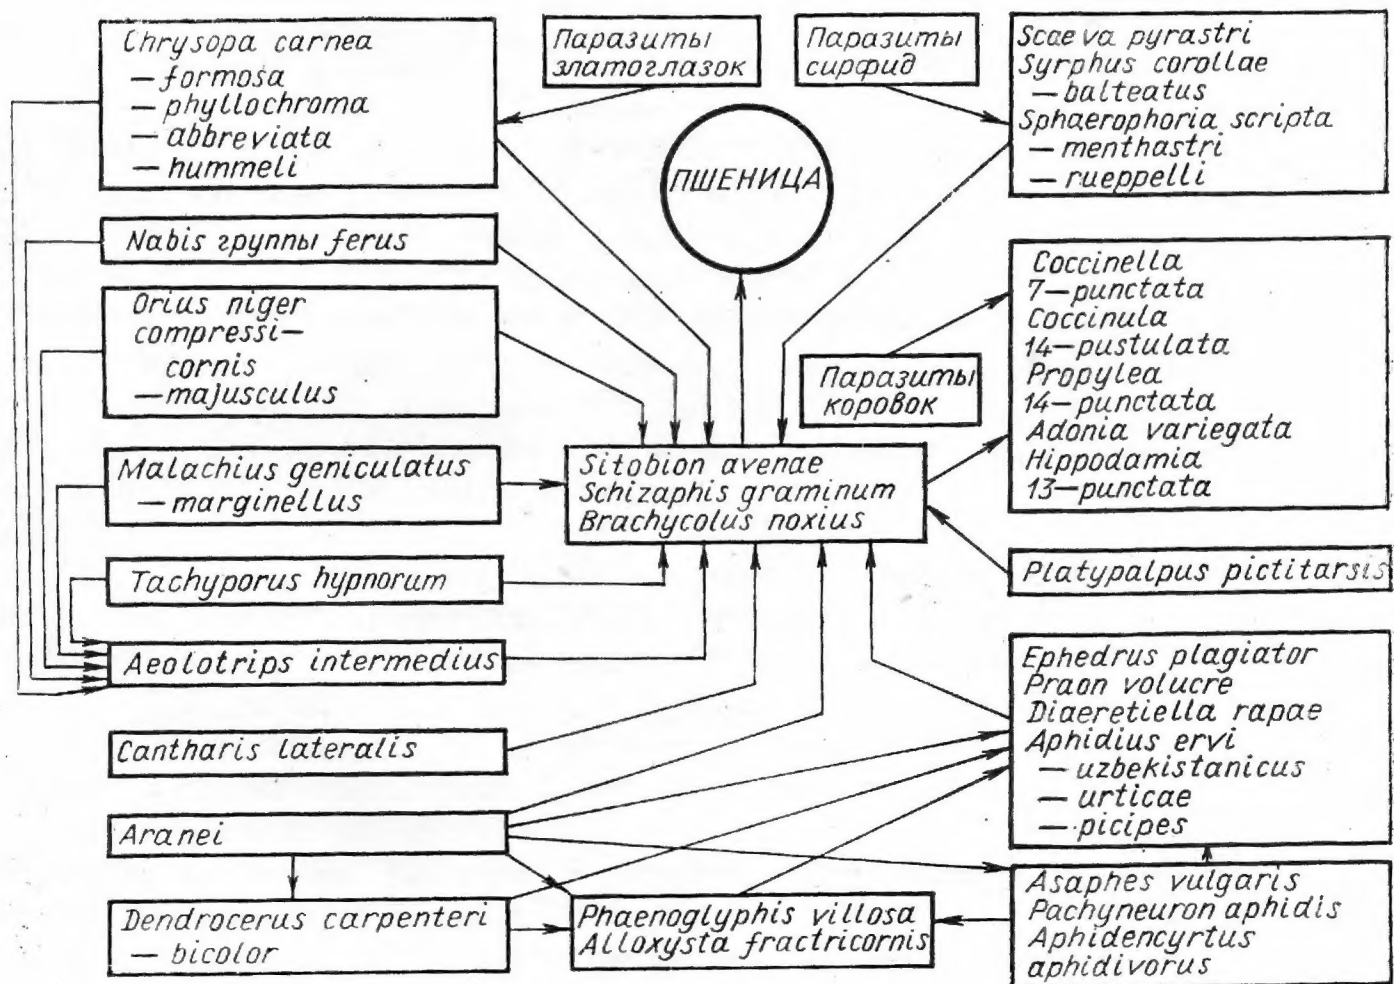 Chrysopa carnea
— formosa
— phyllochroma
— abbreviata
— hummeli
Паразиты
златоглазок
Паразиты
сирфид
Scaeva pyrastri
Syrphus corollae
— balteatus
Sphaerophoria scripta
— menthastri
— rueppelli
ПШЕНИЦА
Nabis группы ferus
Orius niger
compressi—
cornis
— majusculus
Coccinella
7—punctata
Coccinula
14—pustulata
Propylea
14—punctata
Adonia variegata
Hippodamia
13—punctata
Паразиты
коровок
Malachius geniculatus
— marginellus
Sitobion avenae
Schizaphis graminum
Brachycolus noxius
Tachyporus hypnorum
Platypalpus pictitarsis
Aeolotrips intermedius
Ephedrus plagiator
Praon volucre
Diaeretiella rapae
Aphidius ervi
— uzbekistanicus
— urticae
— picipes
Cantharis lateralis
Aranei
Dendrocerus carpenteri
— bicolor
Phaenoglyphis villosa
Alloxysta fractricornis
Asaphes vulgaris
Pachyneuron aphidis
Aphidencyrtus
aphidivorus